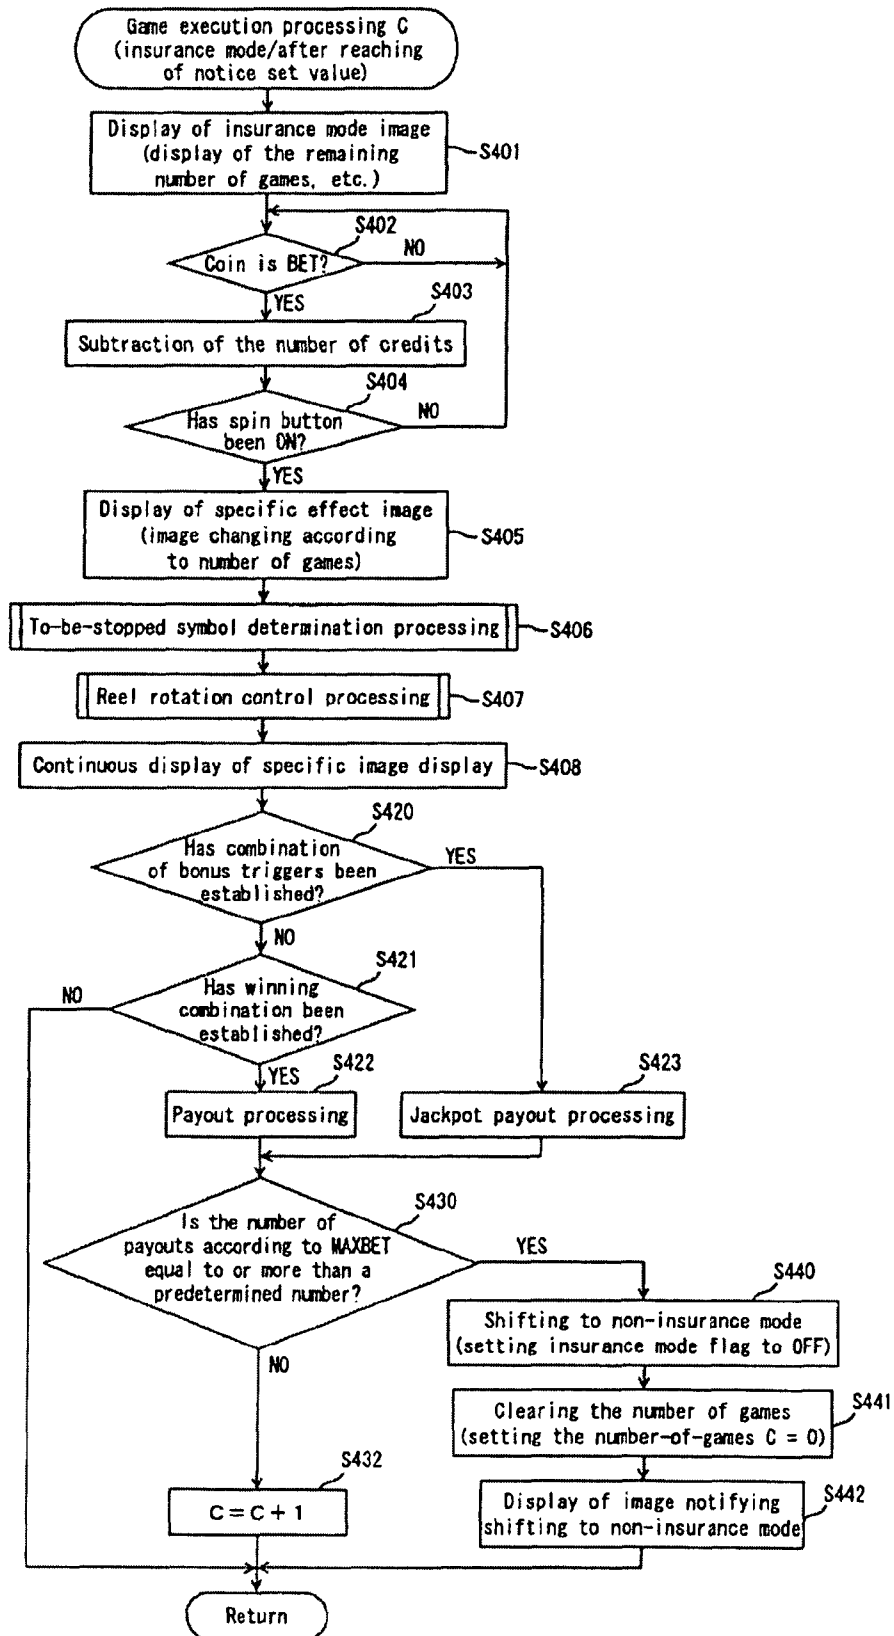 Game execution processing C
(insurance mode/after reaching
of notice set value)
Display of insurance mode image
(display of the remaining
number of games, etc.)
S401
S402
Coin is BET?
NO
YES
S403
Subtraction of the number of credits
S404
Has spin button
been ON?
NO
YES
Display of specific effect image
(image changing according
to number of games)
S405
To-be-stopped symbol determination processing
S406
Reel rotation control processing
S407
Continuous display of specific image display
S408
S420
Has combination
of bonus triggers been
established?
YES
NO
S421
Has winning
combination been
established?
NO
YES
S422
Payout processing
S423
Jackpot payout processing
S430
Is the number of
payouts according to MAXBET
equal to or more than a
predetermined number?
YES
NO
S440
Shifting to non-insurance mode
(setting insurance mode flag to OFF)
S441
Clearing the number of games
(setting the number-of-games C = 0)
S442
Display of image notifying
shifting to non-insurance mode
S432
C = C + 1
Return